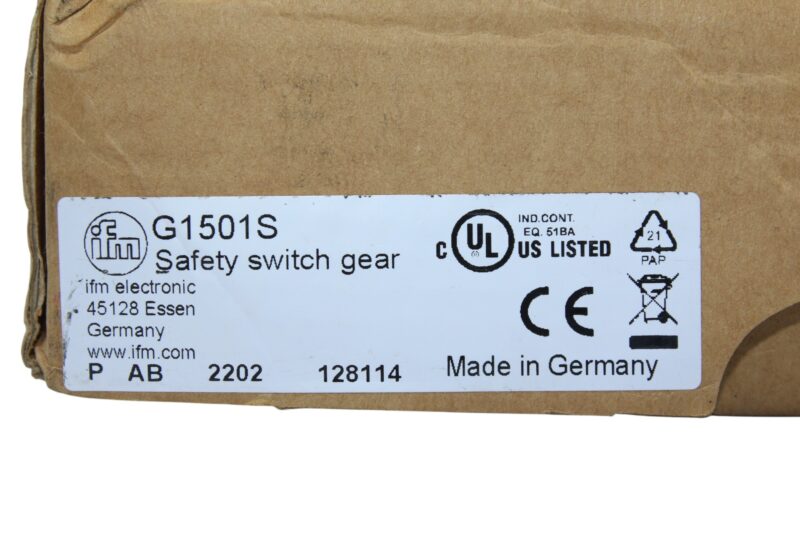 ifm
G1501S
Safety switch gear
ifm electronic
45128 Essen
Germany
www.ifm.com
P AB 2202 128114
C UL US LISTED
IND.CONT.
EQ. 51BA
21
PAP
CE
Made in Germany